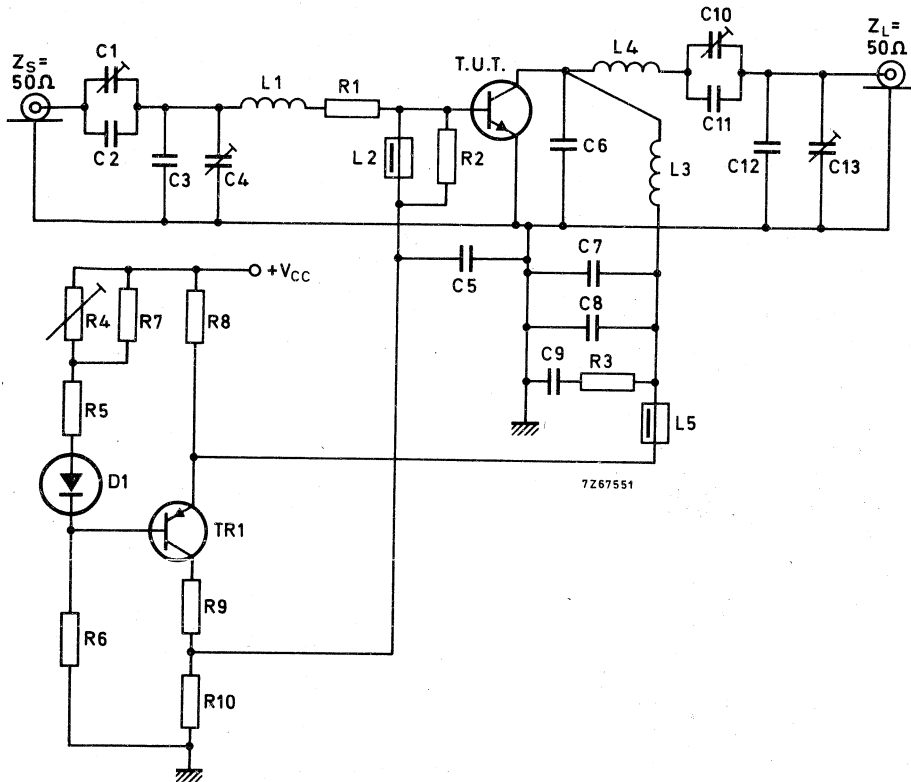 Z_S =
50Ω
C1
C2
C3
C4
L1
R1
L2
R2
T.U.T.
C6
L4
C10
C11
L3
C12
C13
Z_L =
50Ω
C5
C7
C8
C9
R3
L5
7Z67551
+V_CC
R4
R7
R8
R5
D1
TR1
R9
R6
R10